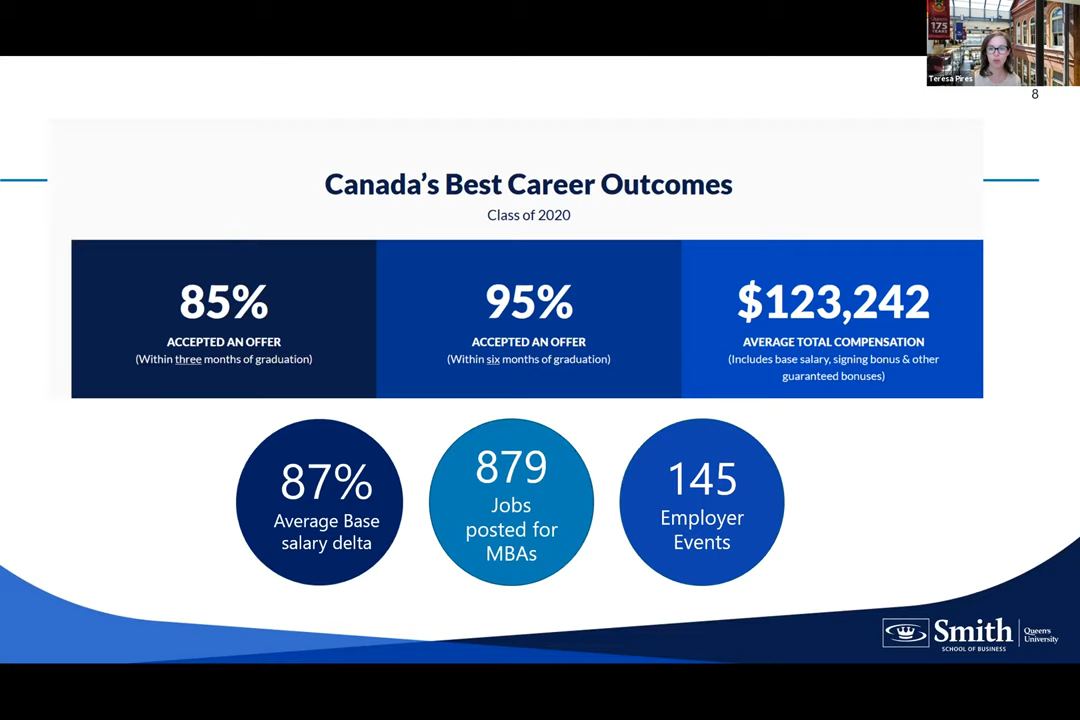 175
YEARS
Teresa Pires
8
Canada's Best Career Outcomes
Class of 2020
85%
ACCEPTED AN OFFER
(Within three months of graduation)
95%
ACCEPTED AN OFFER
(Within six months of graduation)
$123,242
AVERAGE TOTAL COMPENSATION
(Includes base salary, signing bonus & other
guaranteed bonuses)
87%
Average Base
salary delta
879
Jobs
posted for
MBAs
145
Employer
Events
Smith
SCHOOL OF BUSINESS
Queen's
University